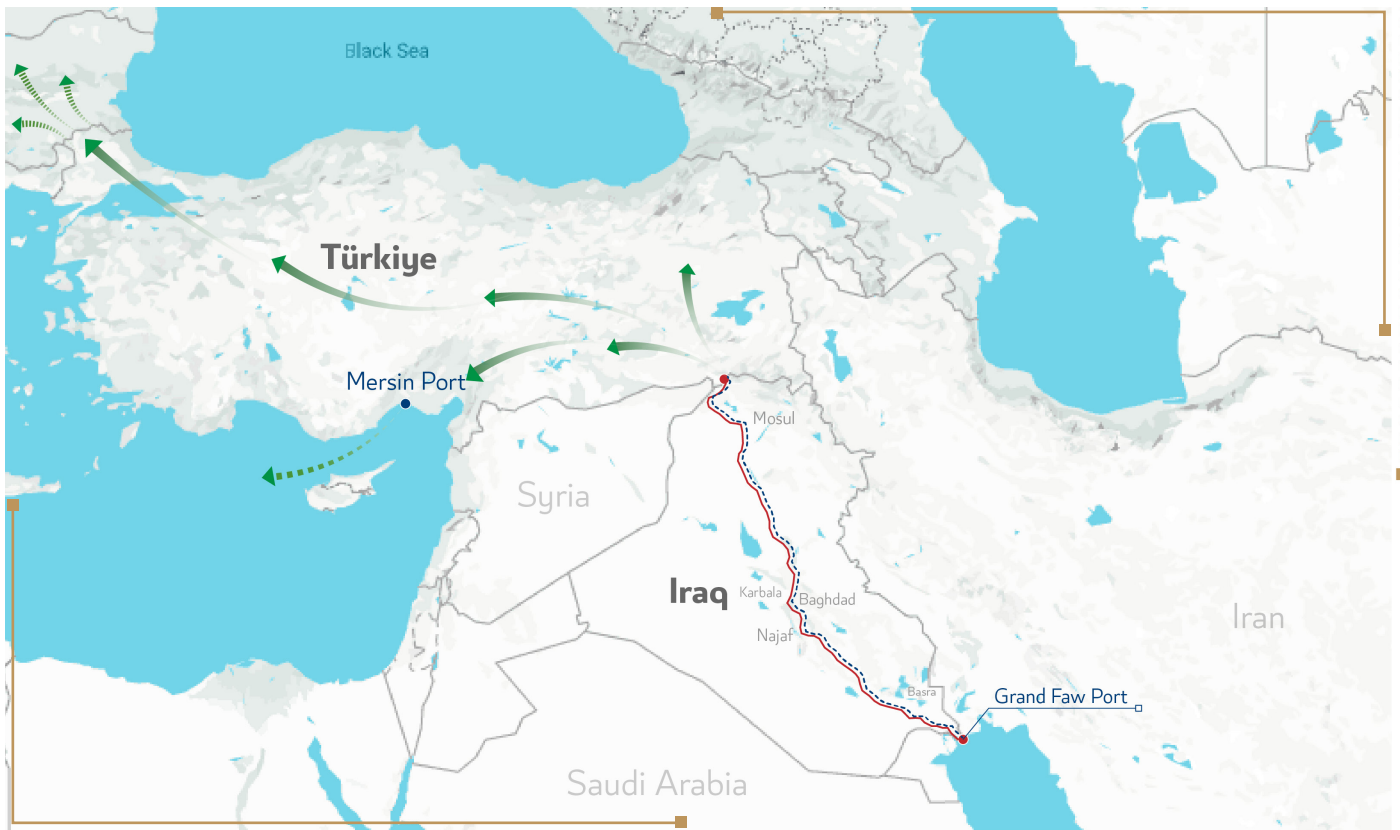 Black Sea
Türkiye
Mersin Port
Mosul
Syria
Iraq
Karbala
Baghdad
Najaf
Iran
Basra
Grand Faw Port
Saudi Arabia